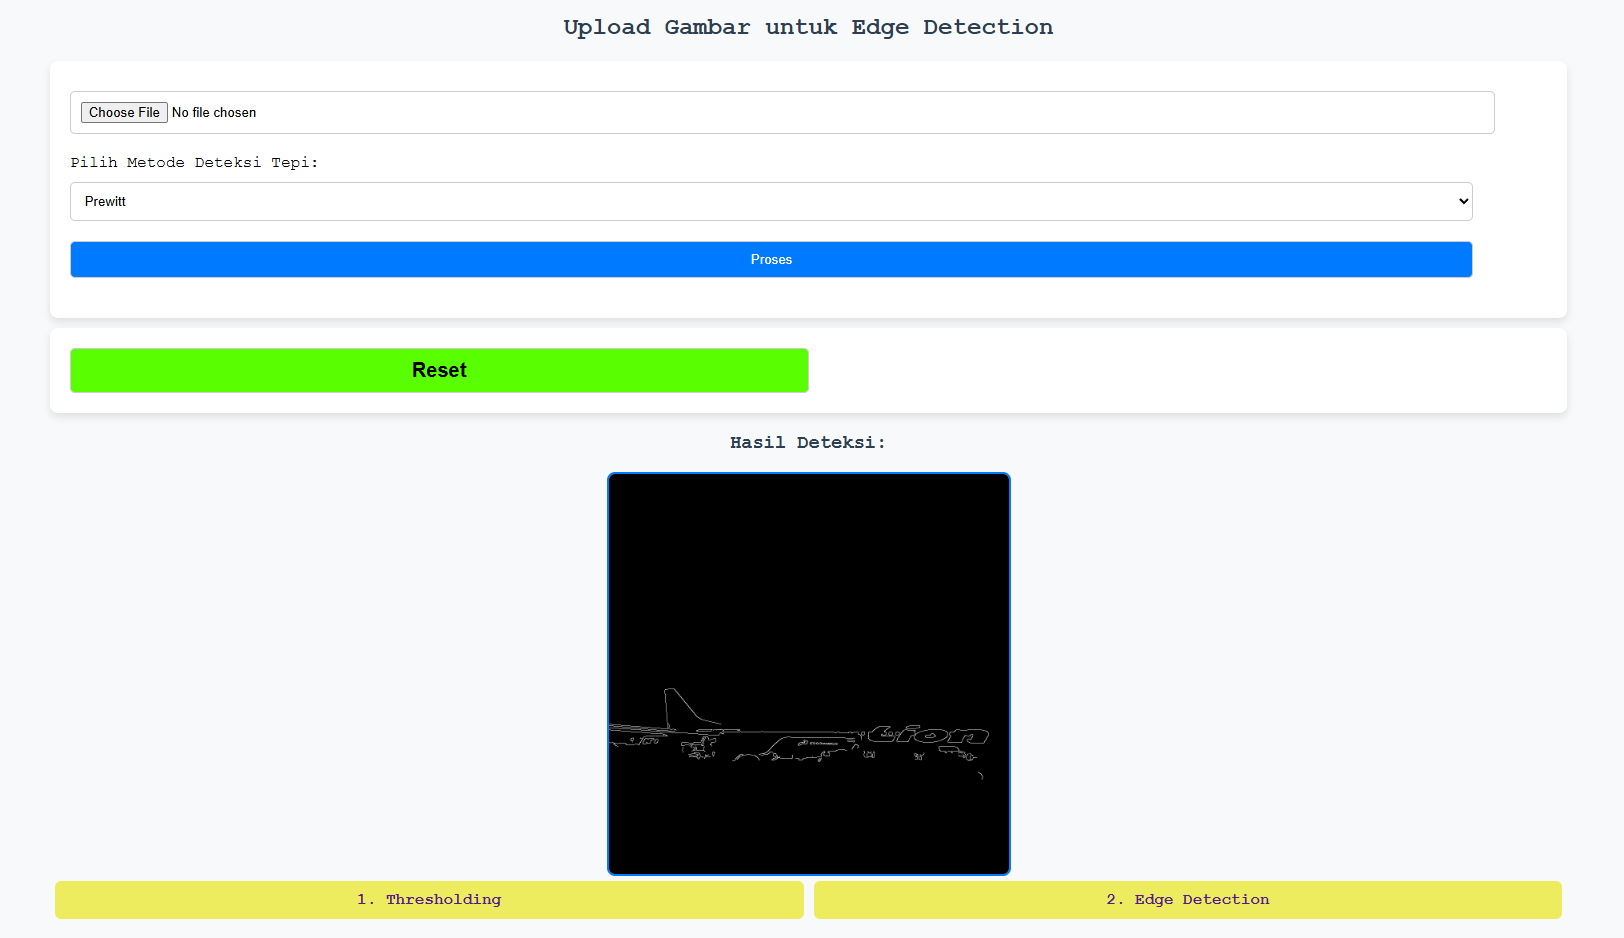 Upload Gambar untuk Edge Detection
Choose File No file chosen
Pilih Metode Deteksi Tepi:
Prewitt
Proses
Reset
Hasil Deteksi:
Lion
1. Thresholding
2. Edge Detection